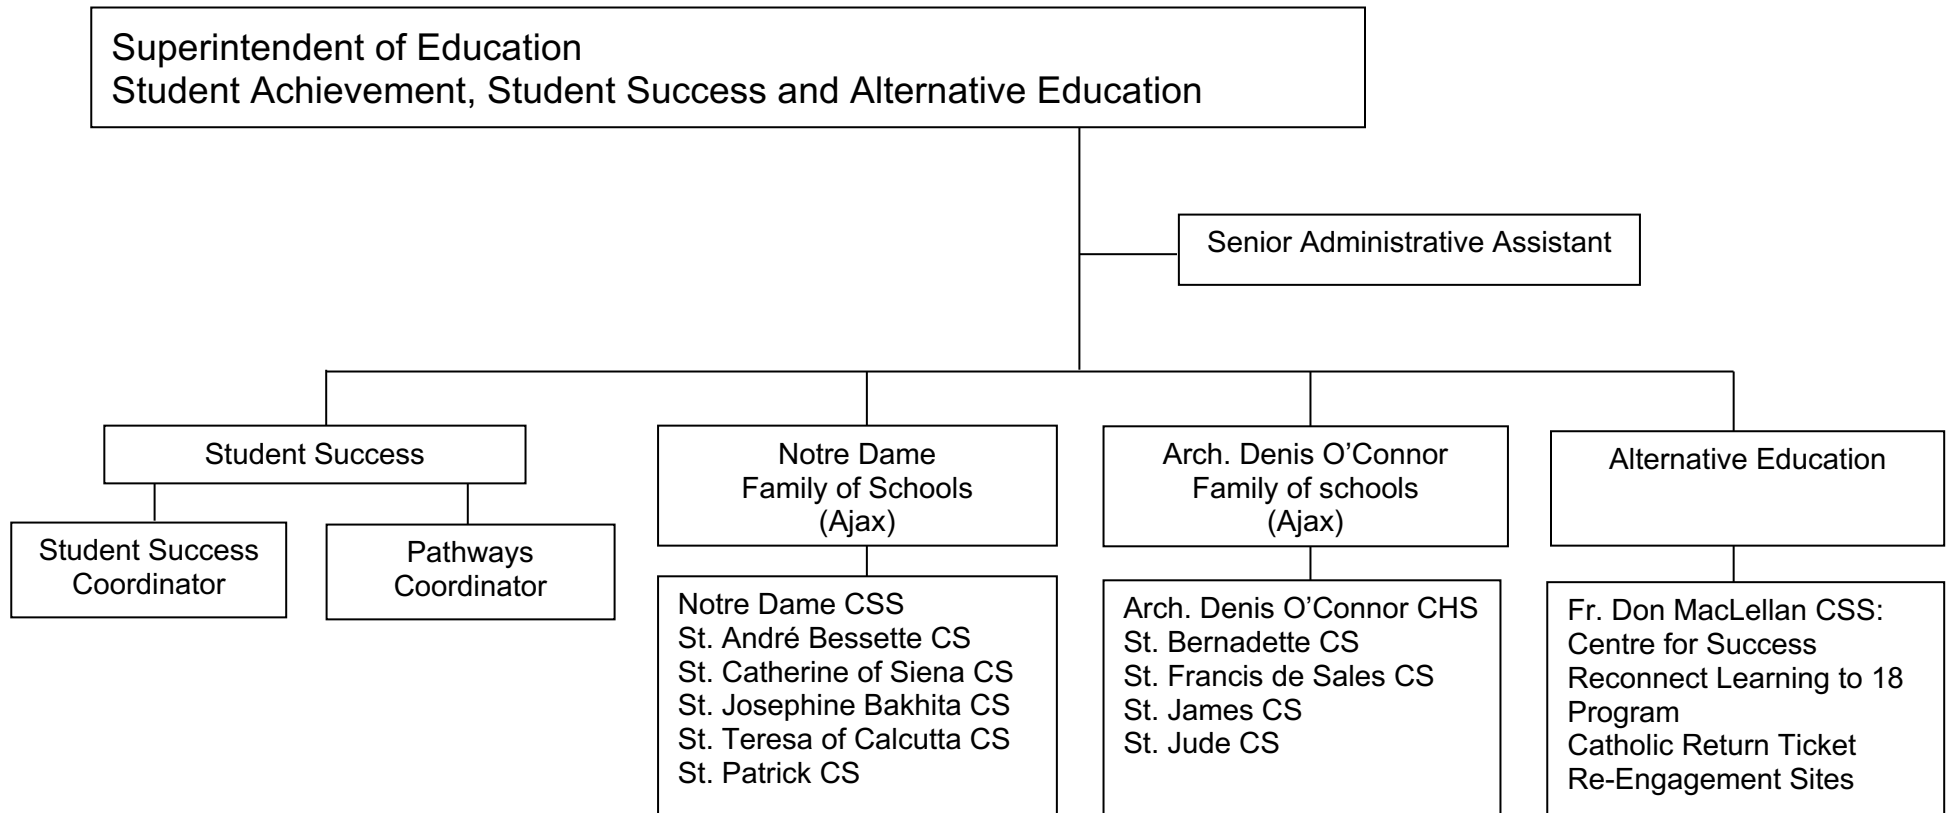 Superintendent of Education
Student Achievement, Student Success and Alternative Education
Senior Administrative Assistant
Student Success
Student Success
Coordinator
Pathways
Coordinator
Notre Dame
Family of Schools
(Ajax)
Notre Dame CSS
St. André Bessette CS
St. Catherine of Siena CS
St. Josephine Bakhita CS
St. Teresa of Calcutta CS
St. Patrick CS
Arch. Denis O’Connor
Family of schools
(Ajax)
Arch. Denis O’Connor CHS
St. Bernadette CS
St. Francis de Sales CS
St. James CS
St. Jude CS
Alternative Education
Fr. Don MacLellan CSS:
Centre for Success
Reconnect Learning to 18
Program
Catholic Return Ticket
Re-Engagement Sites